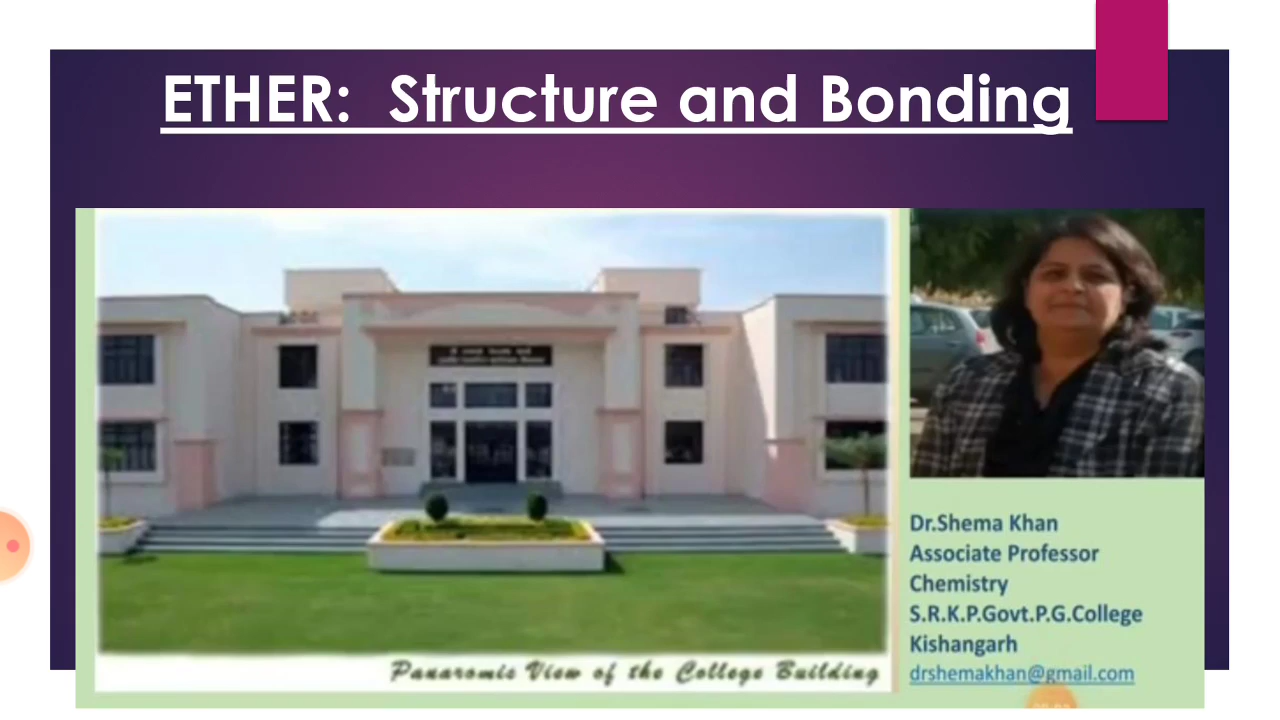 ETHER: Structure and Bonding
Panaromic View of the College Building
Dr.Shema Khan
Associate Professor
Chemistry
S.R.K.P.Govt.P.G.College
Kishangarh
drshemakhan@gmail.com